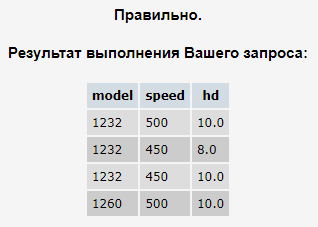 Правильно.
Результат выполнения Вашего запроса:
model speed hd
1232 500 10.0
1232 450 8.0
1232 450 10.0
1260 500 10.0